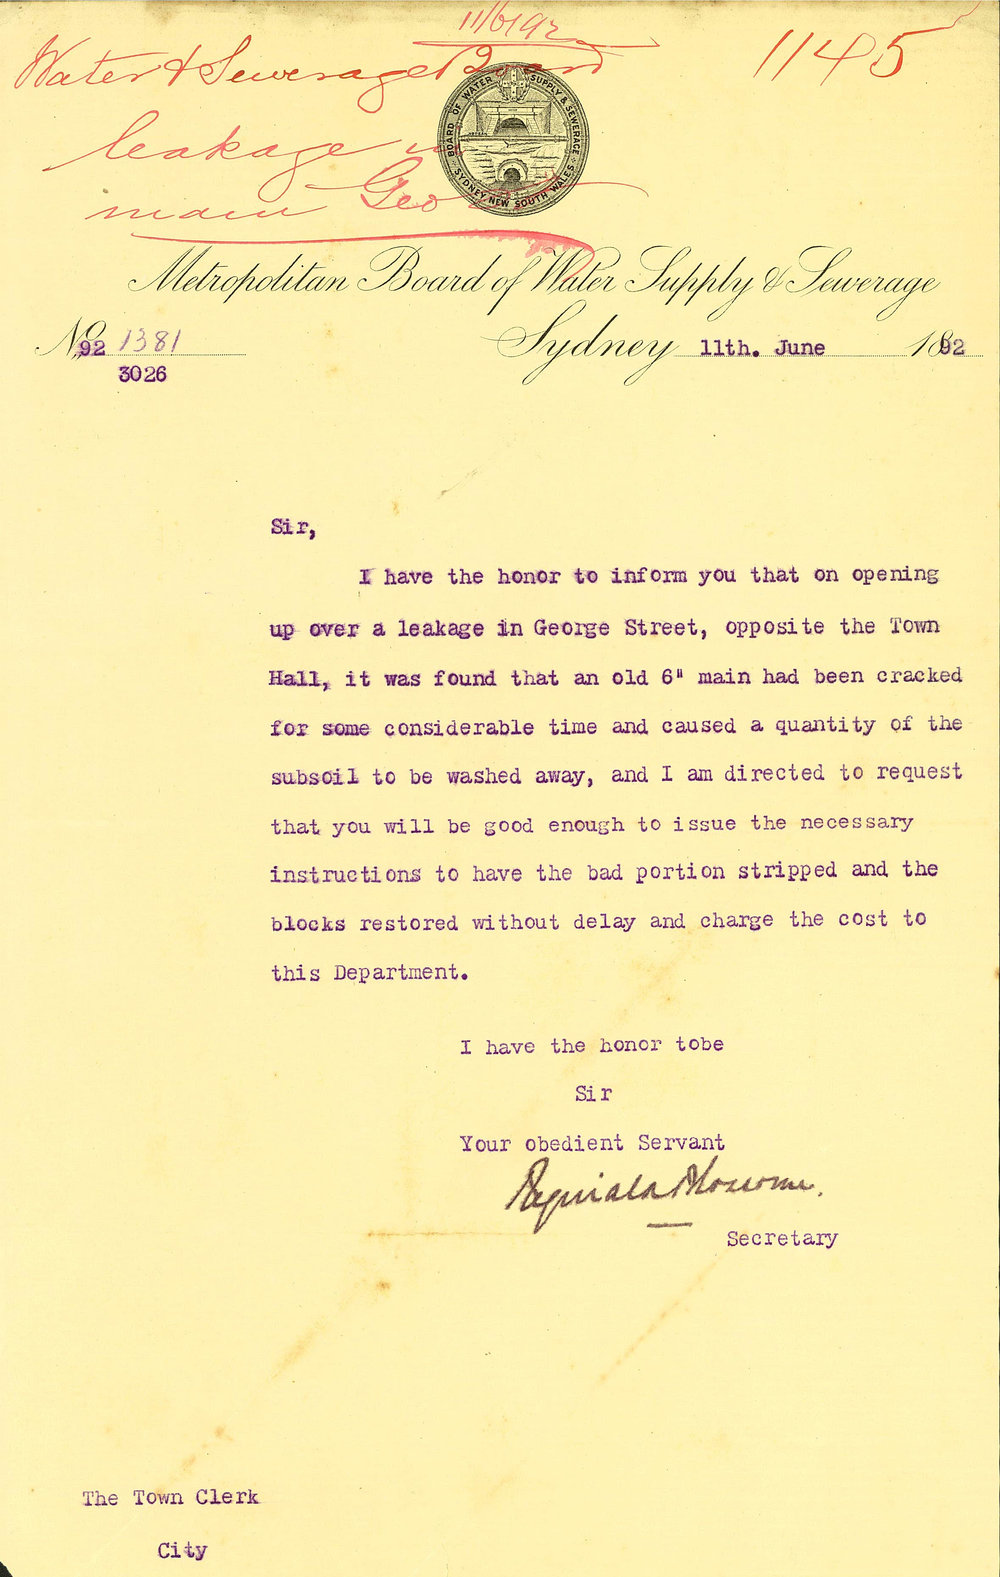 11/6/92
1145
Water & Sewerage Board
leakage in
main Geo
BOARD OF WATER SUPPLY & SEWERAGE
SYDNEY, NEW SOUTH WALES
Metropolitan Board of Water Supply & Sewerage
No 92 1381
3026
Sydney 11th. June 1892
Sir,
I have the honor to inform you that on opening
up over a leakage in George Street, opposite the Town
Hall, it was found that an old 6" main had been cracked
for some considerable time and caused a quantity of the
subsoil to be washed away, and I am directed to request
that you will be good enough to issue the necessary
instructions to have the bad portion stripped and the
blocks restored without delay and charge the cost to
this Department.
I have the honor tobe
Sir
Your obedient Servant
Secretary
The Town Clerk
City